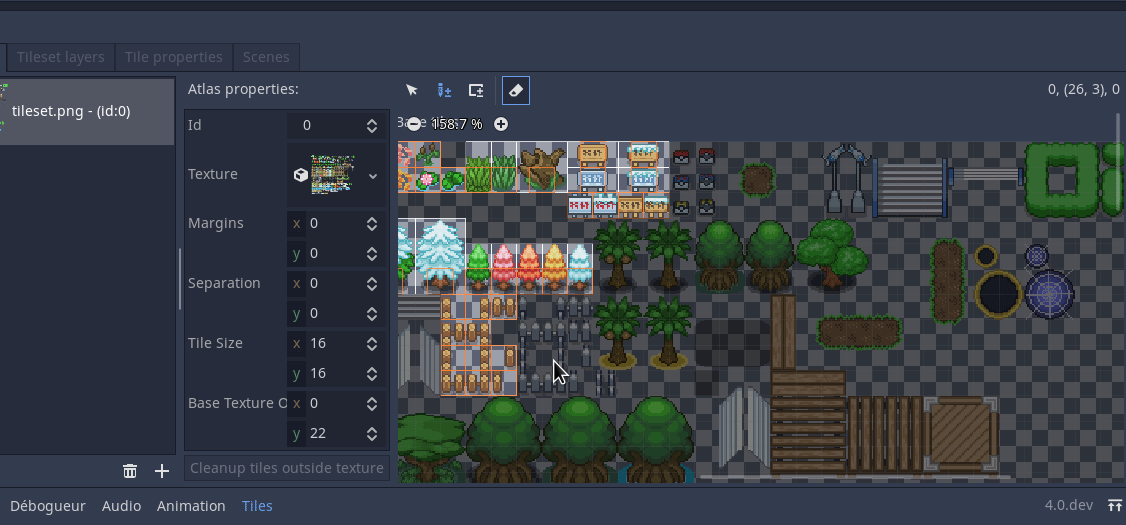 Tileset layers Tile properties Scenes
tileset.png - (id:0)
Atlas properties:
0, (26, 3), 0
158.7 %
Id 0
Texture
Margins x 0
y 0
Separation x 0
y 0
Tile Size x 16
y 16
Base Texture O x 0
y 22
Cleanup tiles outside texture
Débogueur Audio Animation Tiles
4.0.dev